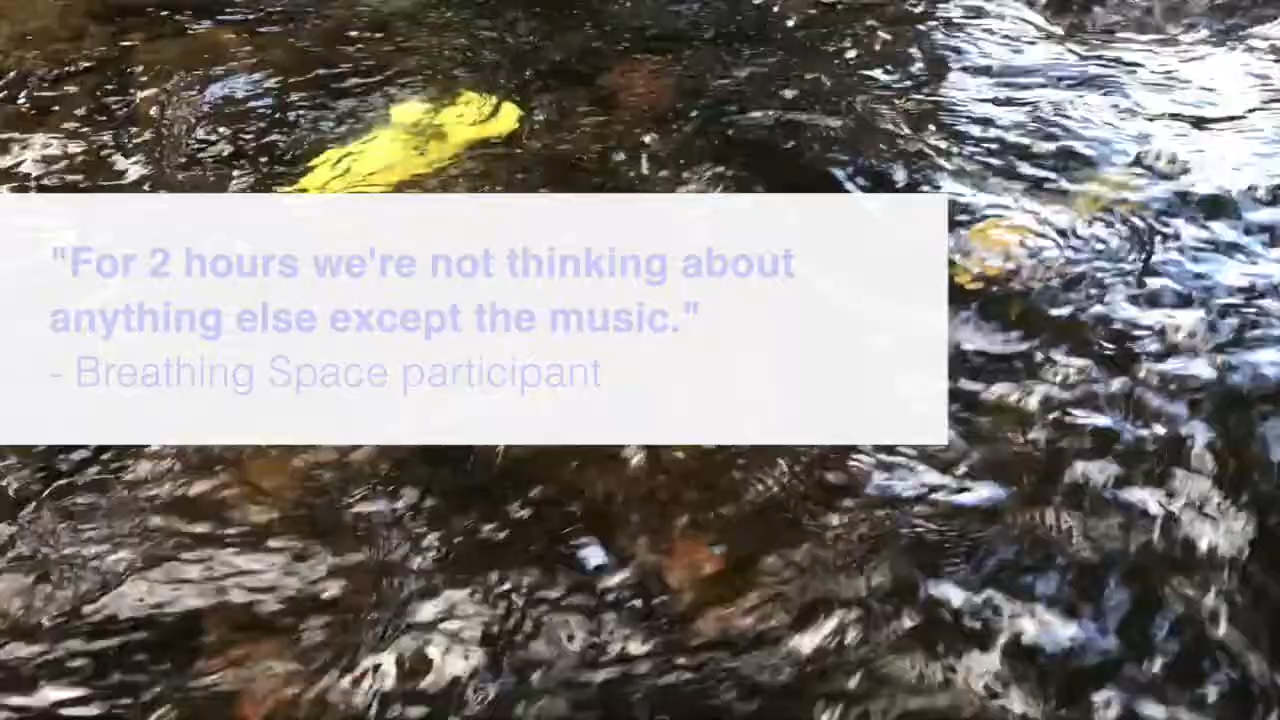 "For 2 hours we're not thinking about
anything else except the music."
- Breathing Space participant